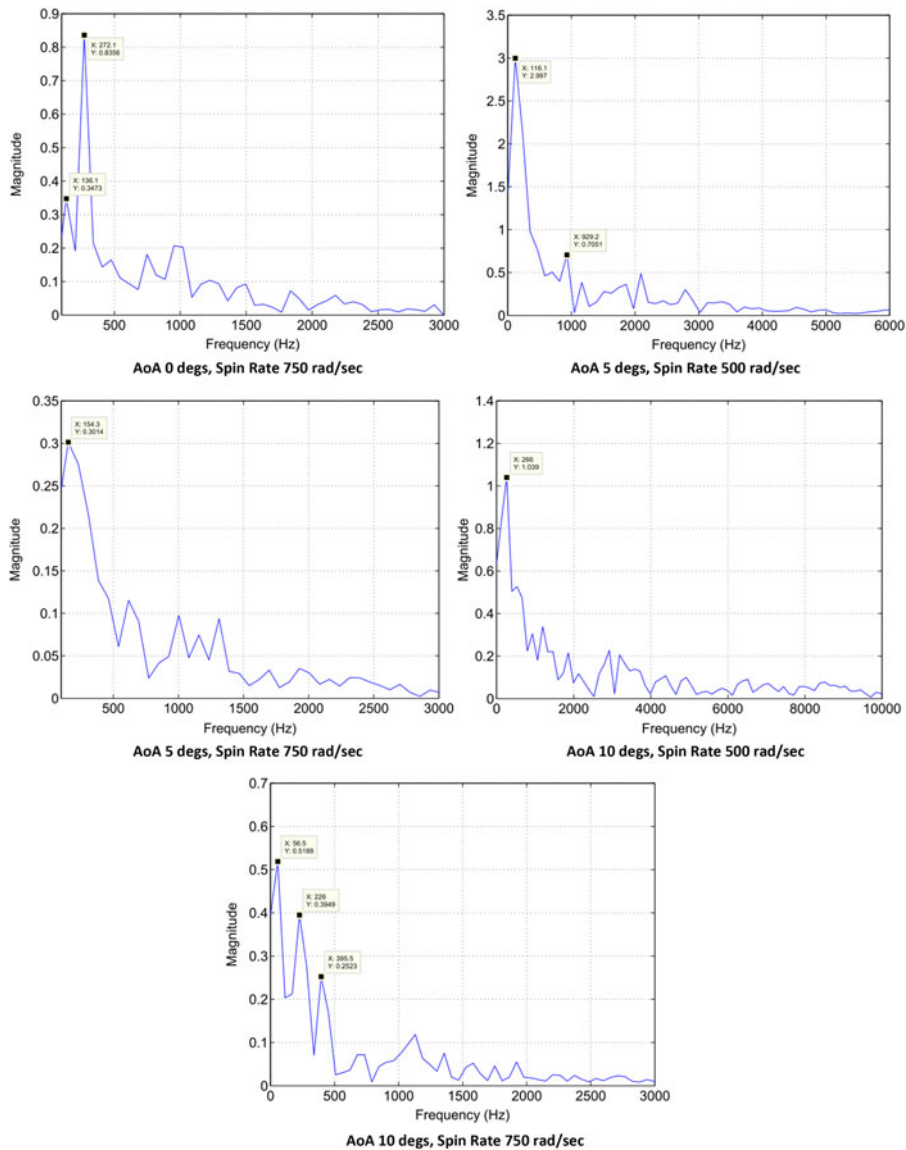 0.9
0.8
0.7
0.6
0.5
0.4
0.3
0.2
0.1
0
Magnitude
X: 272.1
Y: 0.8356
X: 136.1
Y: 0.3473
500 1000 1500 2000 2500 3000
Frequency (Hz)
AoA 0 degs, Spin Rate 750 rad/sec
3.5
3
2.5
2
1.5
1
0.5
0
Magnitude
X: 116.1
Y: 2.997
X: 929.2
Y: 0.7051
0 1000 2000 3000 4000 5000 6000
Frequency (Hz)
AoA 5 degs, Spin Rate 500 rad/sec
0.35
0.3
0.25
0.2
0.15
0.1
0.05
0
Magnitude
X: 154.3
Y: 0.3014
500 1000 1500 2000 2500 3000
Frequency (Hz)
AoA 5 degs, Spin Rate 750 rad/sec
1.4
1.2
1
0.8
0.6
0.4
0.2
0
Magnitude
X: 266
Y: 1.039
0 2000 4000 6000 8000 10000
Frequency (Hz)
AoA 10 degs, Spin Rate 500 rad/sec
0.7
0.6
0.5
0.4
0.3
0.2
0.1
0
Magnitude
X: 56.5
Y: 0.5188
X: 226
Y: 0.3949
X: 395.5
Y: 0.2523
0 500 1000 1500 2000 2500 3000
Frequency (Hz)
AoA 10 degs, Spin Rate 750 rad/sec